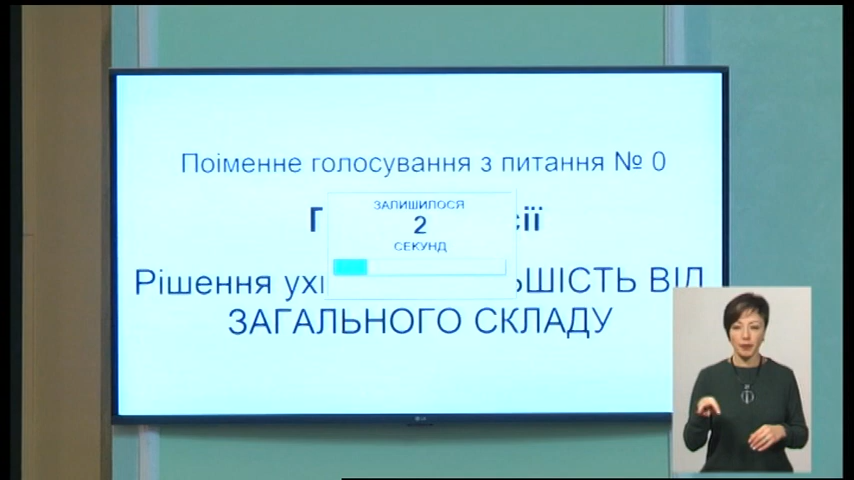 Поіменне голосування з питання № 0
ЗАЛИШИЛОСЯ
2
СЕКУНД
Рішення
ВІД
ЗАГАЛЬНОГО СКЛАДУ
LG